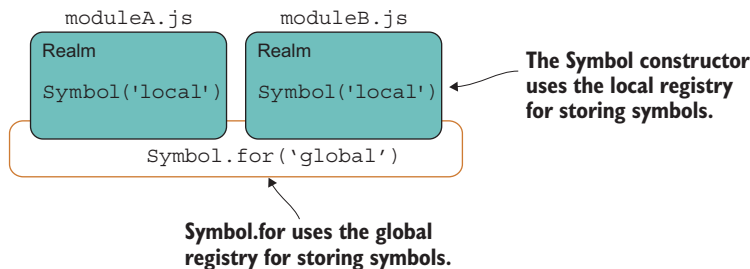 moduleA.js
moduleB.js
Realm
Symbol('local')
Realm
Symbol('local')
The Symbol constructor
uses the local registry
for storing symbols.
Symbol.for(‘global’)
Symbol.for uses the global
registry for storing symbols.